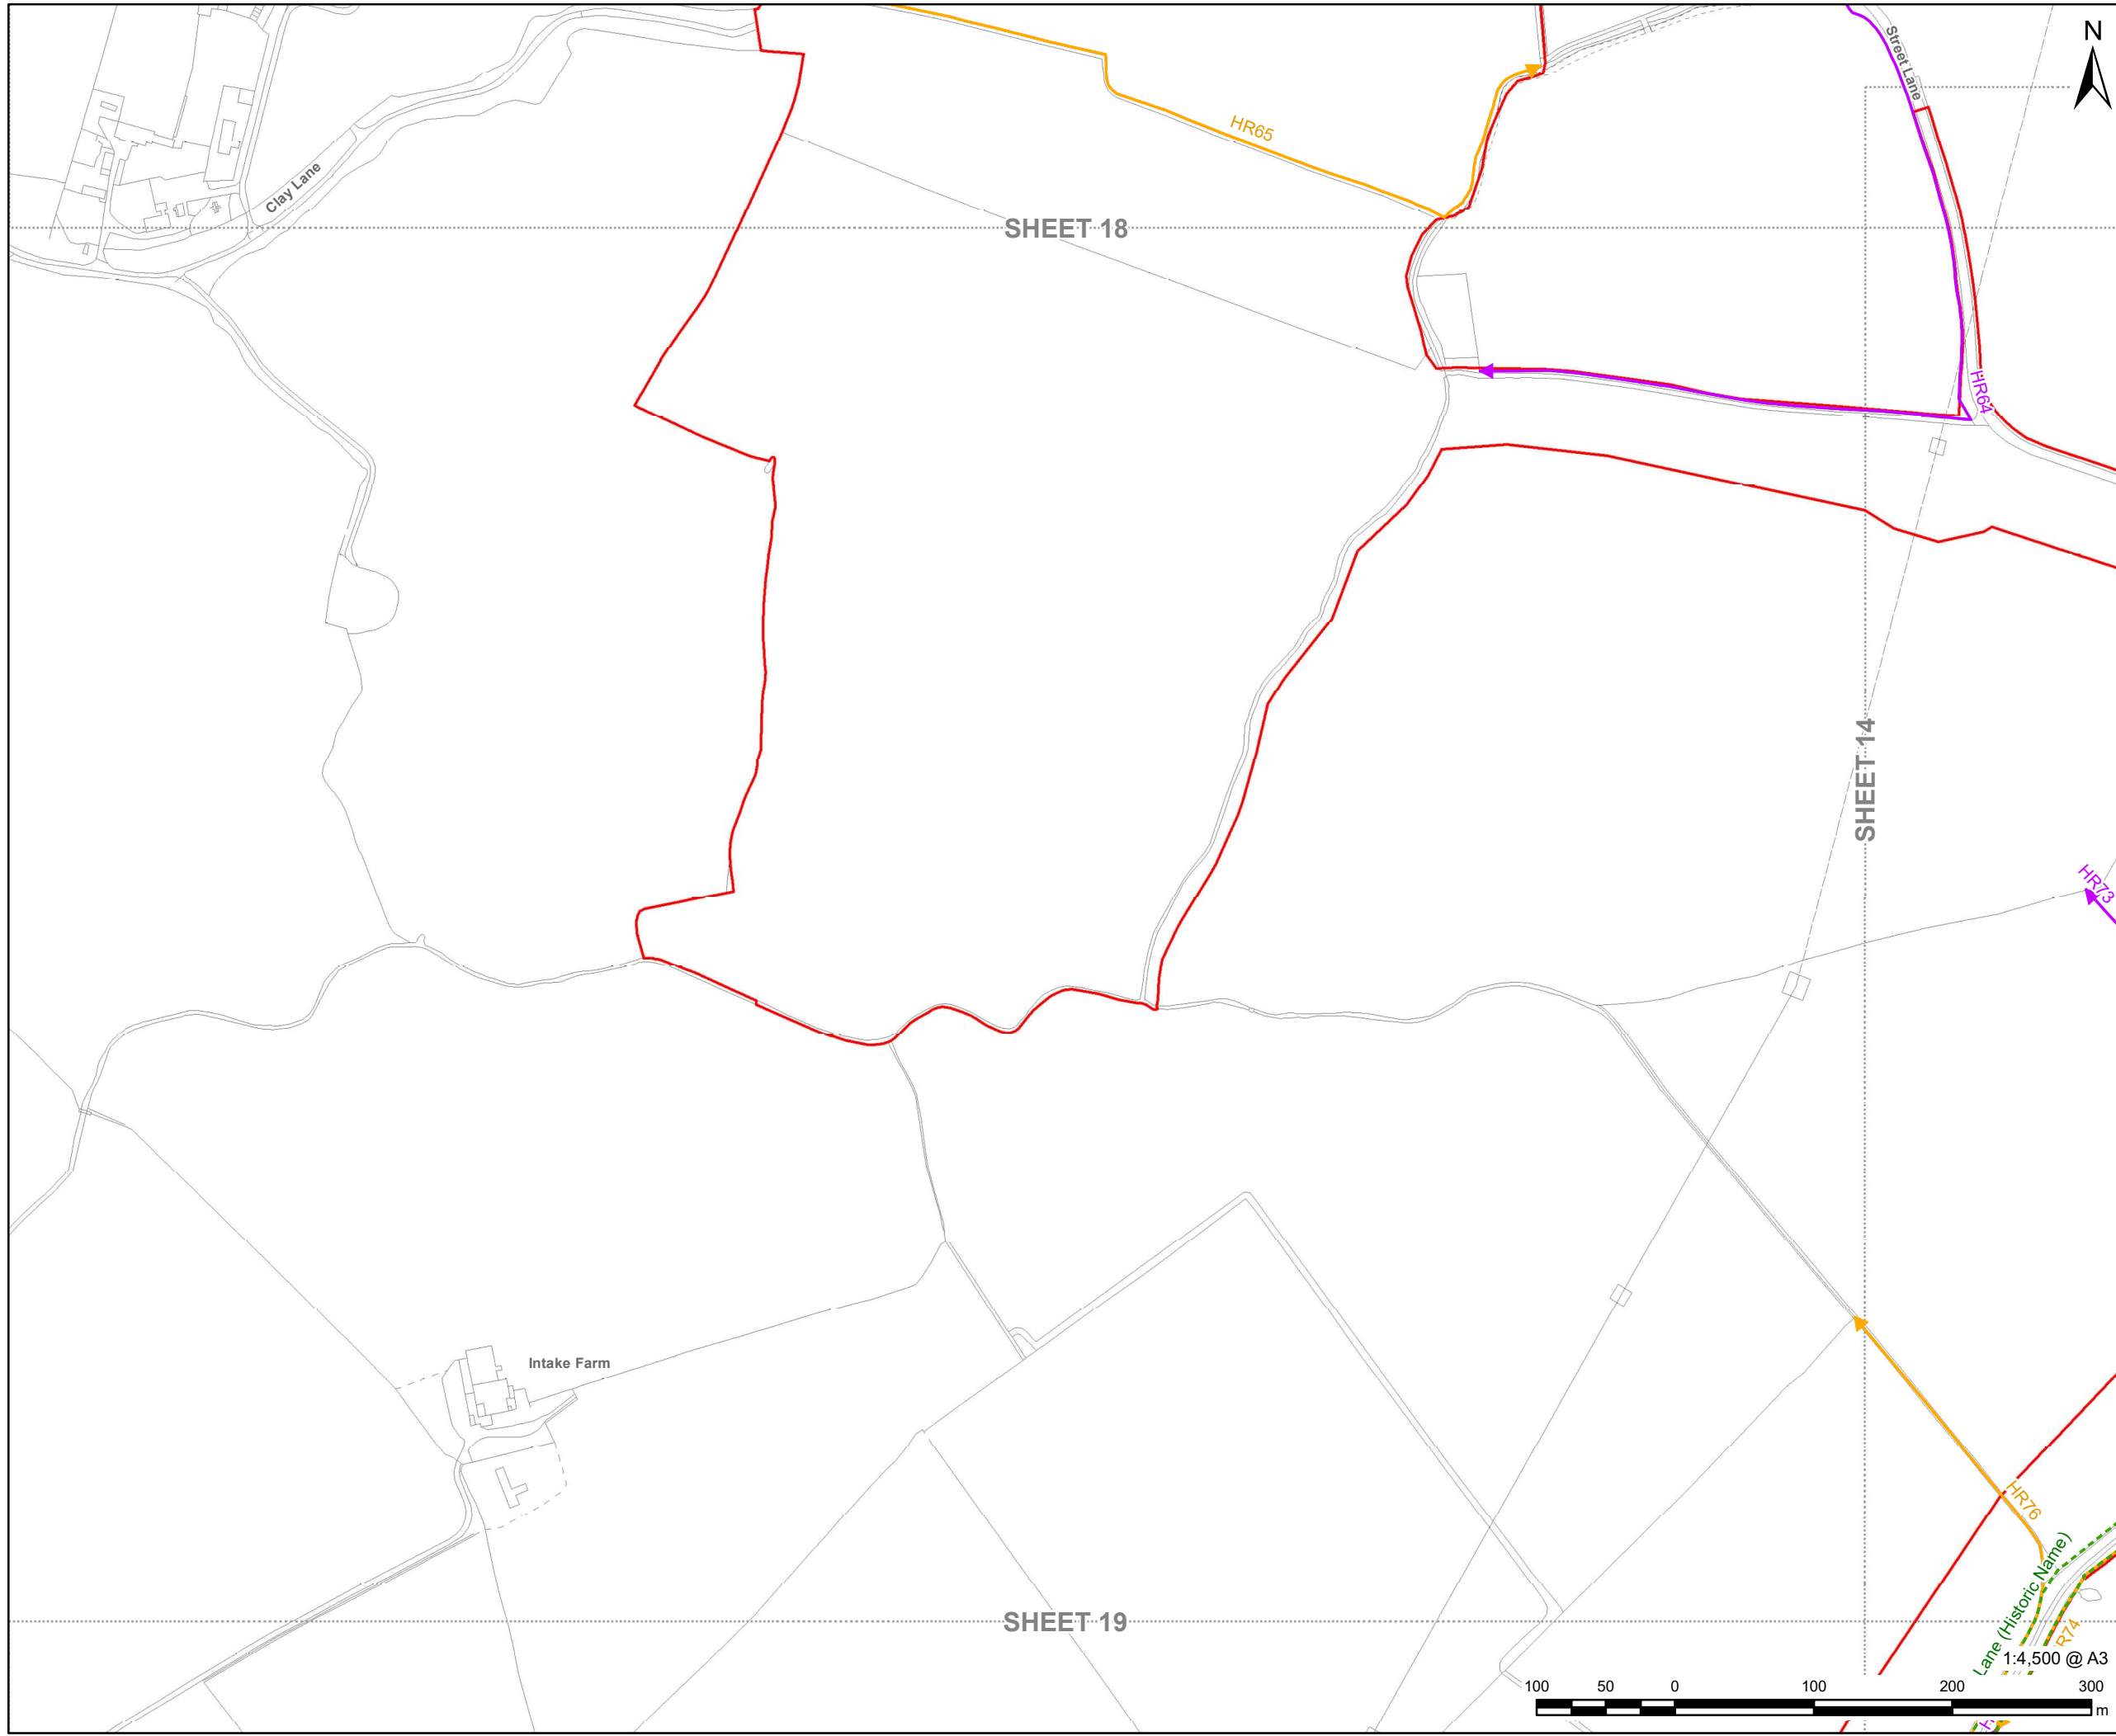 N
Street Lane
HR65
Clay Lane
SHEET 18
HR64
SHEET 14
HR73
Intake Farm
HR76
Lane (Historic Name)
R74
SHEET 19
1:4,500 @ A3
100 50 0 100 200 300
m